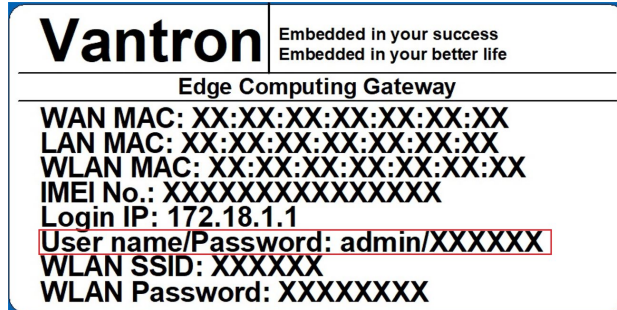 Vantron
Embedded in your success
Embedded in your better life
Edge Computing Gateway
WAN MAC: XX:XX:XX:XX:XX:XX:XX
LAN MAC: XX:XX:XX:XX:XX:XX:XX
WLAN MAC: XX:XX:XX:XX:XX:XX:XX
IMEI No.: XXXXXXXXXXXXXXX
Login IP: 172.18.1.1
User name/Password: admin/XXXXXX
WLAN SSID: XXXXXX
WLAN Password: XXXXXXXX